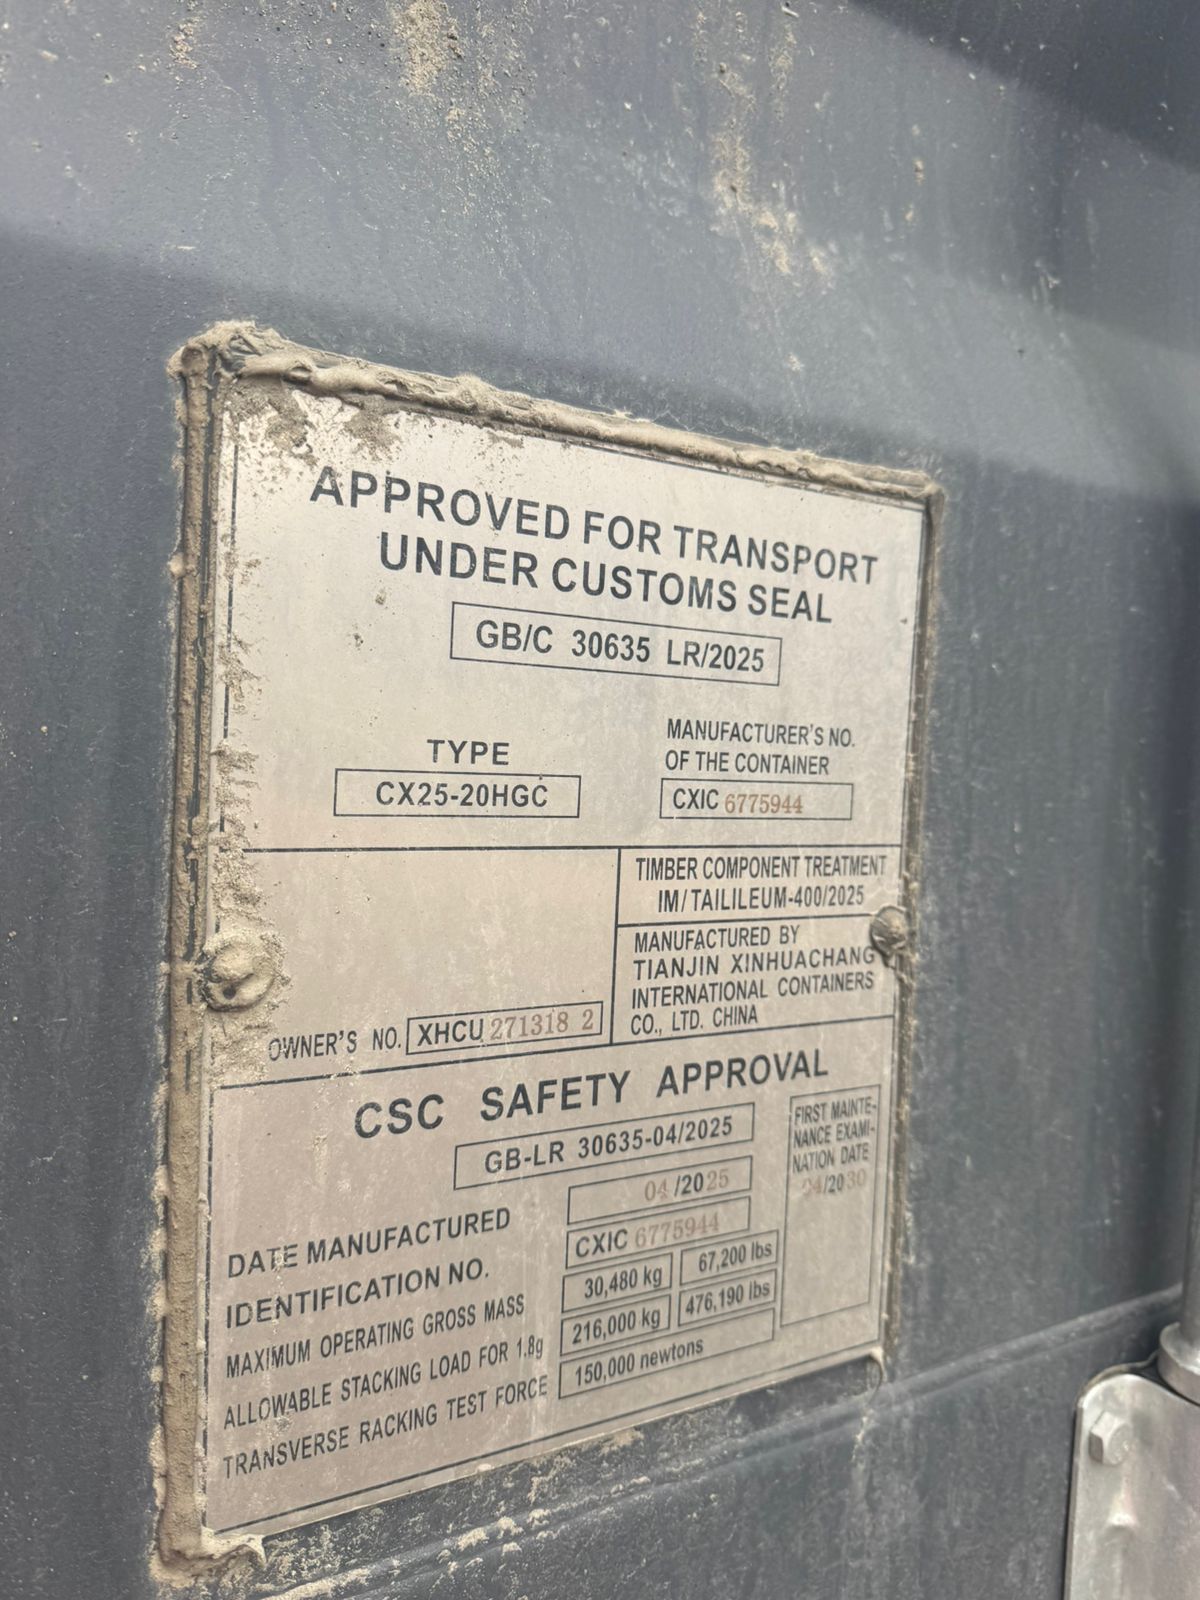 APPROVED FOR TRANSPORT
UNDER CUSTOMS SEAL
GB/C 30635 LR/2025
TYPE
CX25-20HGC
MANUFACTURER'S NO.
OF THE CONTAINER
CXIC 6775944
TIMBER COMPONENT TREATMENT
IM/TAILILEUM-400/2025
MANUFACTURED BY
TIANJIN XINHUACHANG
INTERNATIONAL CONTAINERS
CO., LTD. CHINA
OWNER'S NO. XHCU 271318 2
CSC SAFETY APPROVAL
GB-LR 30635-04/2025
DATE MANUFACTURED 04/2025
IDENTIFICATION NO. CXIC 6775944
MAXIMUM OPERATING GROSS MASS 30,480 kg 67,200 lbs
ALLOWABLE STACKING LOAD FOR 1.8g 216,000 kg 476,190 lbs
TRANSVERSE RACKING TEST FORCE 150,000 newtons
FIRST MAINTE-
NANCE EXAMI-
NATION DATE
04/2030